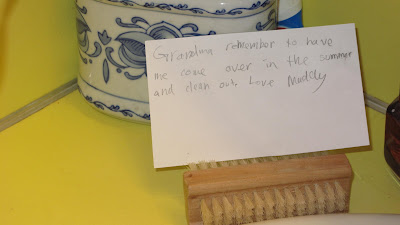 Grandma remember to have
me come over in the summer
and clean out. Love Maddy